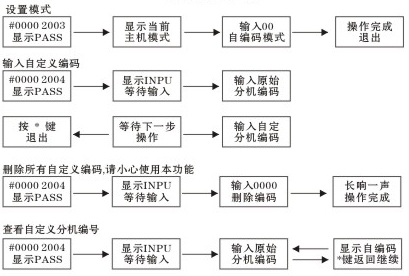 设置模式
#0000 2003
显示PASS
显示当前
主机模式
输入00
自编码模式
操作完成
退出
输入自定义编码
#0000 2004
显示PASS
显示INPU
等待输入
输入原始
分机编码
按 * 键
退出
等待下一步
操作
输入自定
分机编码
删除所有自定义编码,请小心使用本功能
#0000 2004
显示PASS
显示INPU
等待输入
输入0000
删除编码
长响一声
操作完成
查看自定义分机编号
#0000 2004
显示PASS
显示INPU
等待输入
输入原始
分机编码
显示自编码
*键返回继续